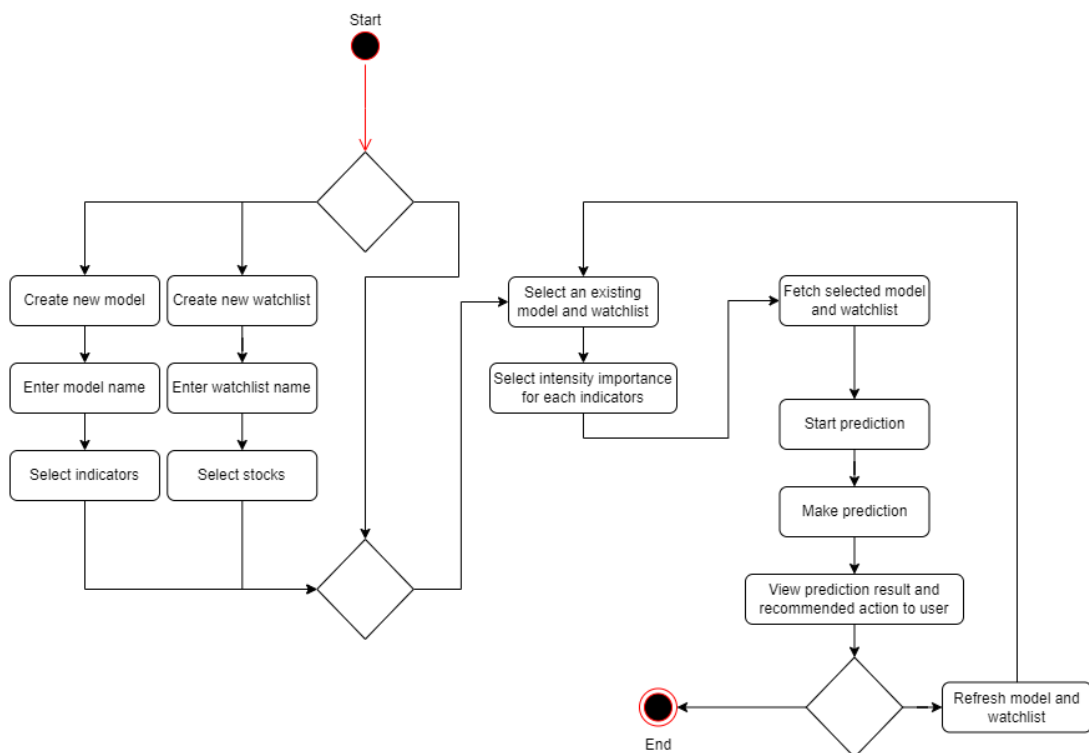 Start
Create new model
Create new watchlist
Enter model name
Enter watchlist name
Select indicators
Select stocks
Select an existing
model and watchlist
Select intensity importance
for each indicators
Fetch selected model
and watchlist
Start prediction
Make prediction
View prediction result and
recommended action to user
Refresh model and
watchlist
End